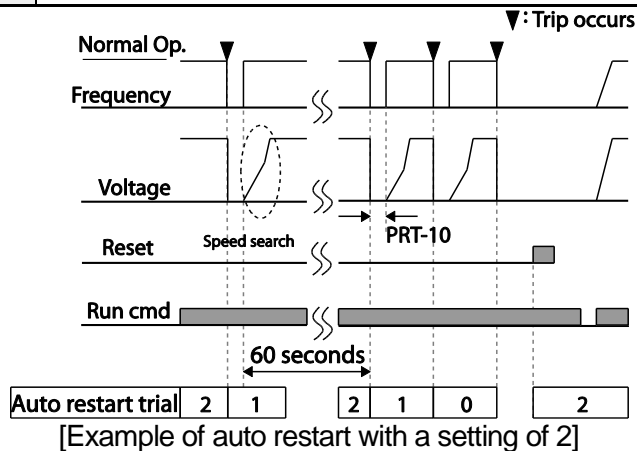 ▼: Trip occurs
Normal Op.
Frequency
Voltage
PRT-10
Reset
Speed search
Run cmd
60 seconds
Auto restart trial 2 1 2 1 0 2
[Example of auto restart with a setting of 2]